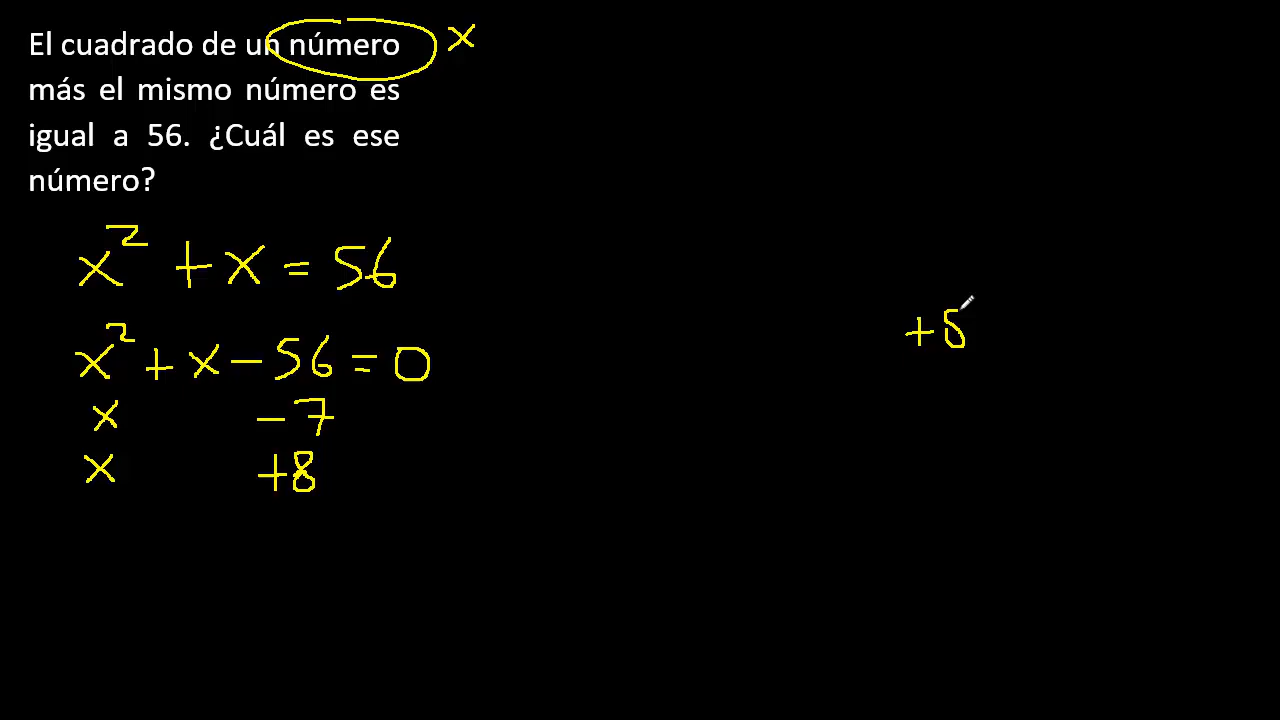 El cuadrado de un número x
más el mismo número es
igual a 56. ¿Cuál es ese
número?
x² + x = 56
x² + x − 56 = 0
x − 7
x +8
+8